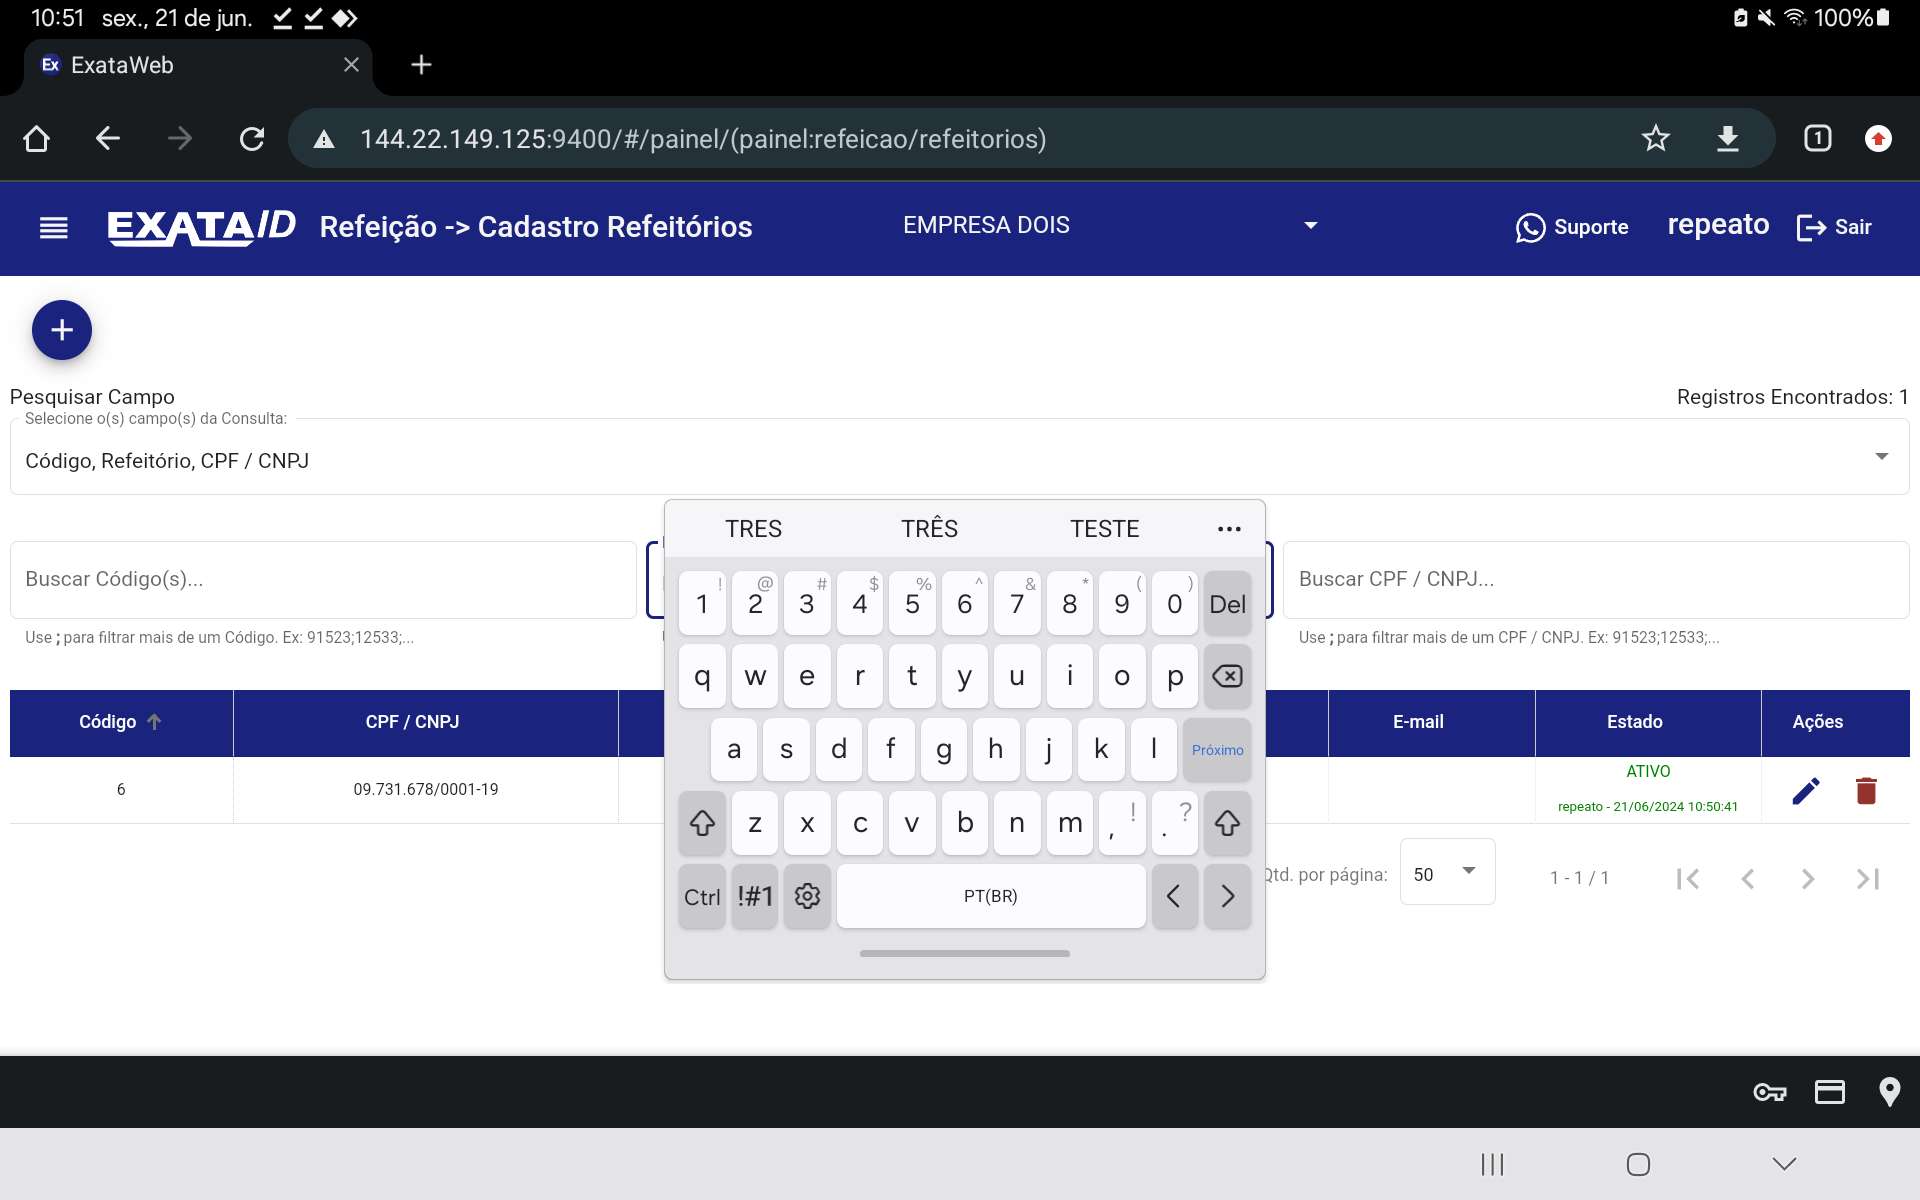 10:51 sex., 21 de jun. 100%
Ex ExataWeb
144.22.149.125:9400/#/painel/(painel:refeicao/refeitorios) 1
EXATA/D Refeição -> Cadastro Refeitórios EMPRESA DOIS Suporte repeato Sair
Pesquisar Campo Registros Encontrados: 1
Selecione o(s) campo(s) da Consulta:
Código, Refeitório, CPF / CNPJ
TRES TRÊS TESTE
Buscar Código(s)... Buscar CPF / CNPJ...
! @ # $ % ^ & * ( )
1 2 3 4 5 6 7 8 9 0 Del
Use ; para filtrar mais de um Código. Ex: 91523;12533;... Use ; para filtrar mais de um CPF / CNPJ. Ex: 91523;12533;...
q w e r t y u i o p
Código CPF / CNPJ E-mail Estado Ações
a s d f g h j k l Próximo
6 09.731.678/0001-19 ATIVO
repeato - 21/06/2024 10:50:41
z x c v b n m , ! . ?
Qtd. por página: 50 1 - 1 / 1
Ctrl !#1 PT(BR)